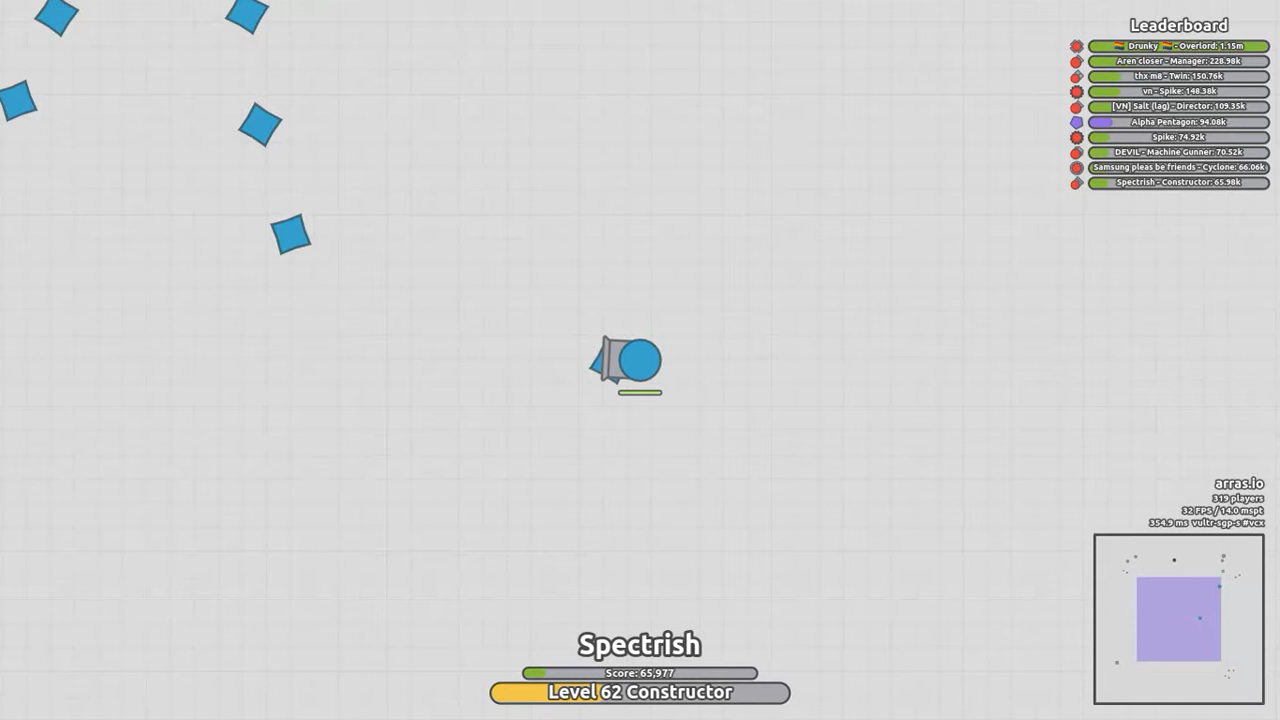 Leaderboard
🏳️‍🌈 Drunky 🏳️‍🌈 - Overlord: 1.15m
Aren closer - Manager: 228.98k
thx m8 - Twin: 150.76k
vn - Spike: 148.38k
[VN] Salt (lag) - Director: 109.35k
Alpha Pentagon: 94.08k
Spike: 74.92k
DEVIL - Machine Gunner: 70.52k
Samsung pleas be friends - Cyclone: 66.06k
Spectrish - Constructor: 65.98k
arras.io
319 players
32 FPS / 14.0 mspt
354.9 ms vultr-sgp-s #vcx
Spectrish
Score: 65,977
Level 62 Constructor